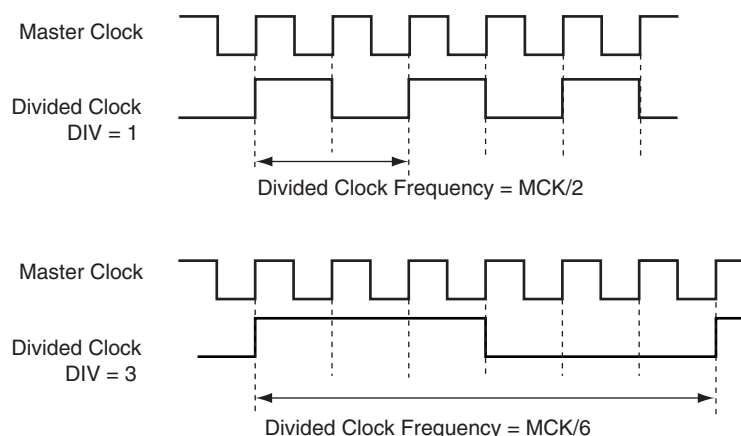 Master Clock
Divided Clock
DIV = 1
Divided Clock Frequency = MCK/2
Master Clock
Divided Clock
DIV = 3
Divided Clock Frequency = MCK/6